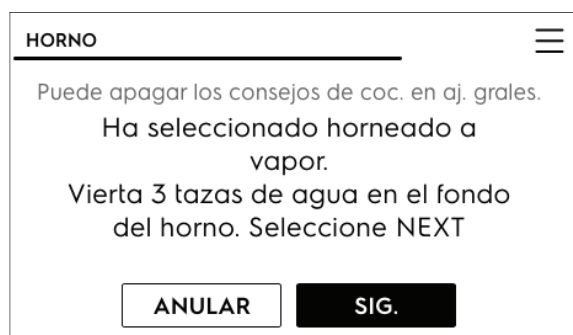 HORNO
Puede apagar los consejos de coc. en aj. grales.
Ha seleccionado horneado a
vapor.
Vierta 3 tazas de agua en el fondo
del horno. Seleccione NEXT
ANULAR
SIG.